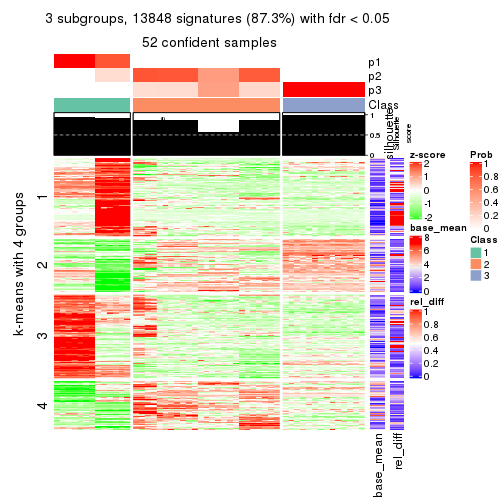 3 subgroups, 13848 signatures (87.3%) with fdr < 0.05
52 confident samples
p1
p2
p3
Class
1
0.5
0
silhouette
Silhouette
score
k-means with 4 groups
1
2
3
4
base_mean
rel_diff
z-score
2
1
0
-1
-2
base_mean
8
6
4
2
0
rel_diff
1
0.8
0.6
0.4
0.2
0
Prob
1
0.8
0.6
0.4
0.2
0
Class
1
2
3